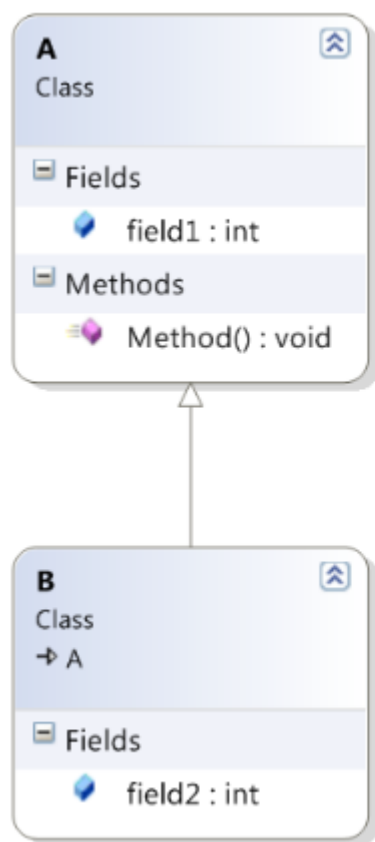 A
Class
Fields
field1 : int
Methods
Method() : void
B
Class
A
Fields
field2 : int